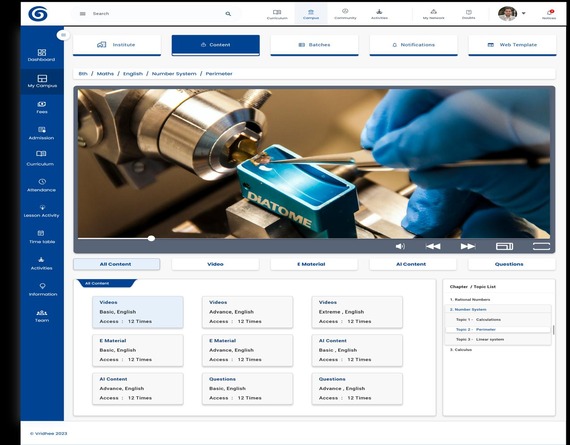 Search
Curriculum
Campus
Community
Activities
My Network
Notices
Institute
Content
Batches
Notifications
Web Template
Dashboard
My Campus
Fees
Admission
Curriculum
Attendance
Lesson Activity
Time table
Activities
Information
Team
8th / Maths / English / Number System / Perimeter
DiATOME
All Content
Video
E Material
AI Content
Questions
All Content
Videos
Basic, English
Access : 12 Times
Videos
Advance, English
Access : 12 Times
Videos
Extreme , English
Access : 12 Times
E Material
Basic, English
Access : 12 Times
E Material
Advance, English
Access : 12 Times
AI Content
Basic , English
Access : 12 Times
AI Content
Advance, English
Access : 12 Times
Questions
Basic, English
Access : 12 Times
Questions
Advance , English
Access : 12 Times
Chapter / Topic List
1. Rational Numbers
2. Number System
Topic 1 - Calculations
Topic 2 - Perimeter
Topic 3 - Linear system
3. Calculus
© Vridhee 2023